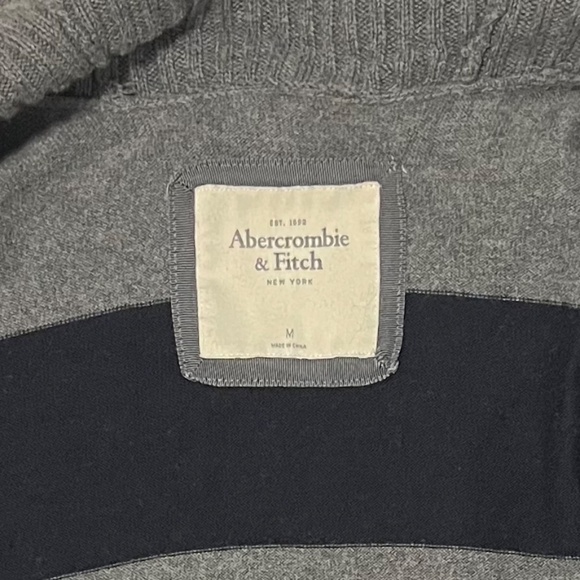 EST. 1892
Abercrombie
& Fitch
NEW YORK
M
MADE IN CHINA